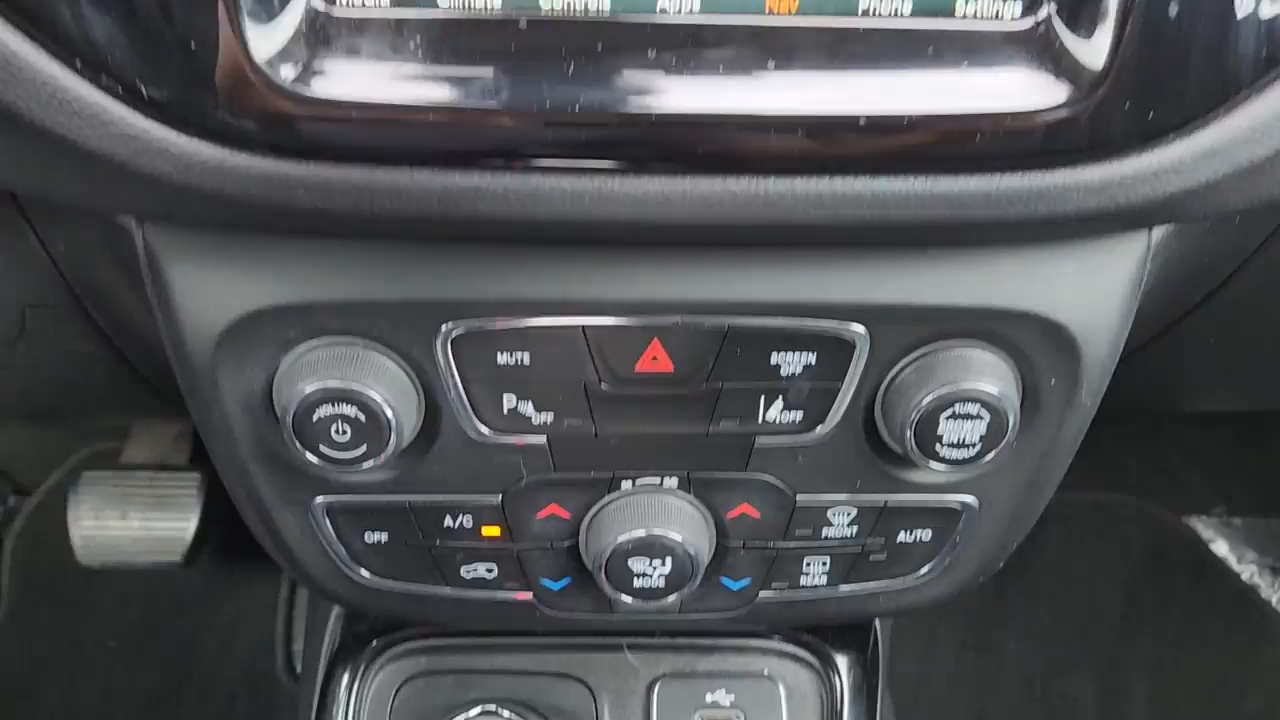 Media Climate Controls Apps Nav Phone Settings
MUTE
SCREEN
OFF
P OFF
OFF
VOLUME
TUNE
BROWSE
ENTER
SCROLL
OFF
A/C
FRONT
AUTO
MODE
REAR